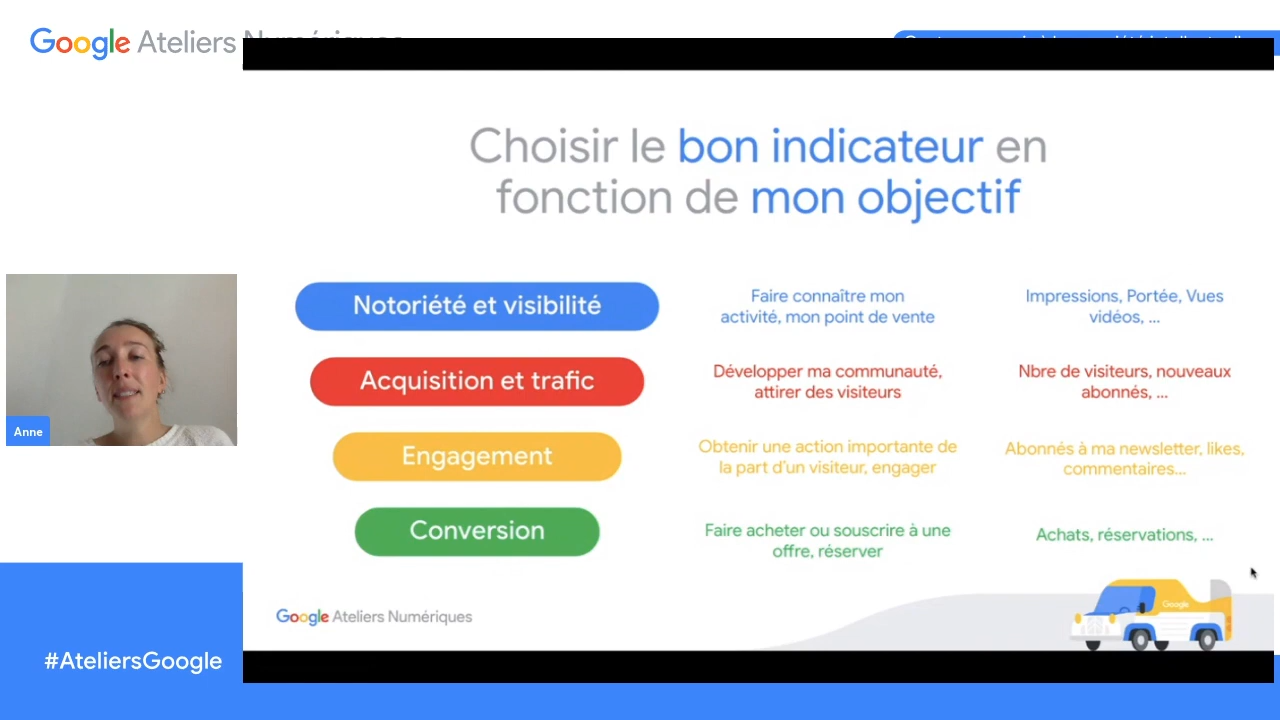 Google Ateliers
Choisir le bon indicateur en
fonction de mon objectif
Notoriété et visibilité
Faire connaître mon
activité, mon point de vente
Impressions, Portée, Vues
vidéos, ...
Acquisition et trafic
Développer ma communauté,
attirer des visiteurs
Nbre de visiteurs, nouveaux
abonnés, ...
Engagement
Obtenir une action importante de
la part d'un visiteur, engager
Abonnés à ma newsletter, likes,
commentaires...
Conversion
Faire acheter ou souscrire à une
offre, réserver
Achats, réservations, ...
Anne
Google
Google Ateliers Numériques
#AteliersGoogle